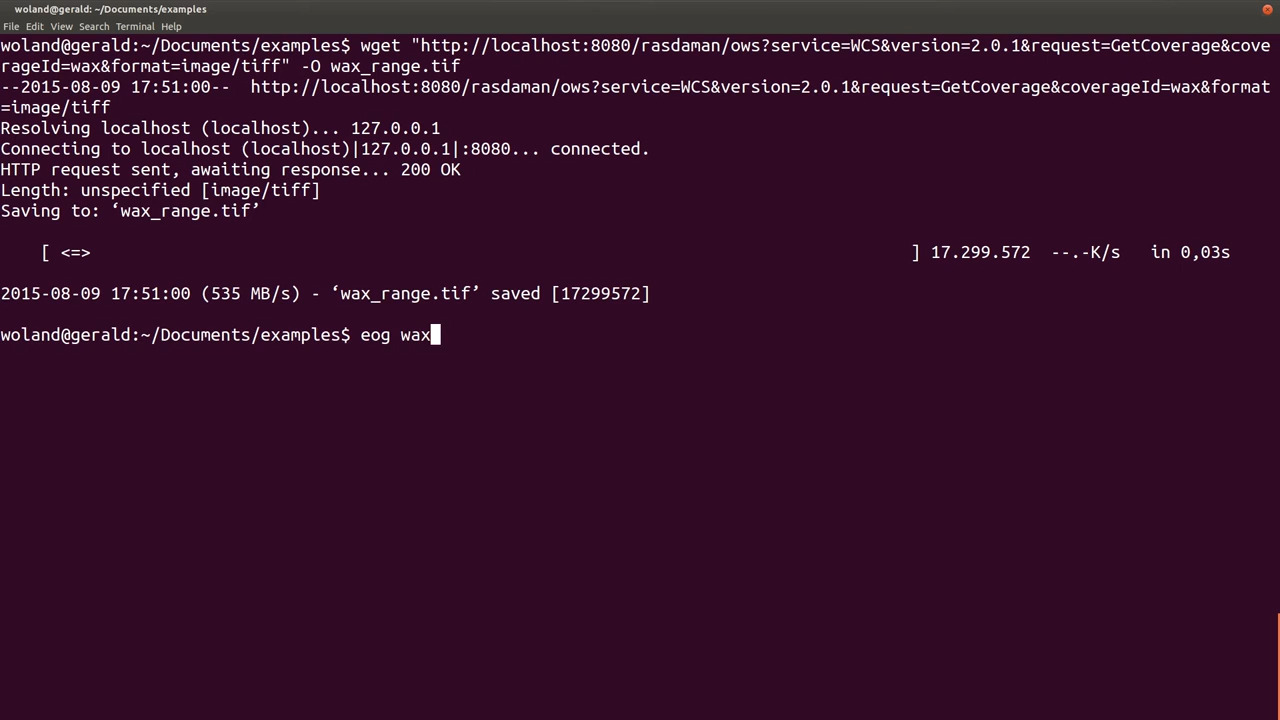 woland@gerald: ~/Documents/examples
File Edit View Search Terminal Help
woland@gerald:~/Documents/examples$ wget "http://localhost:8080/rasdaman/ows?service=WCS&version=2.0.1&request=GetCoverage&cove
rageId=wax&format=image/tiff" -O wax_range.tif
--2015-08-09 17:51:00--  http://localhost:8080/rasdaman/ows?service=WCS&version=2.0.1&request=GetCoverage&coverageId=wax&format
=image/tiff
Resolving localhost (localhost)... 127.0.0.1
Connecting to localhost (localhost)|127.0.0.1|:8080... connected.
HTTP request sent, awaiting response... 200 OK
Length: unspecified [image/tiff]
Saving to: ‘wax_range.tif’
    [ <=>                                                                                  ] 17.299.572  --.-K/s   in 0,03s
2015-08-09 17:51:00 (535 MB/s) - ‘wax_range.tif’ saved [17299572]
woland@gerald:~/Documents/examples$ eog wax